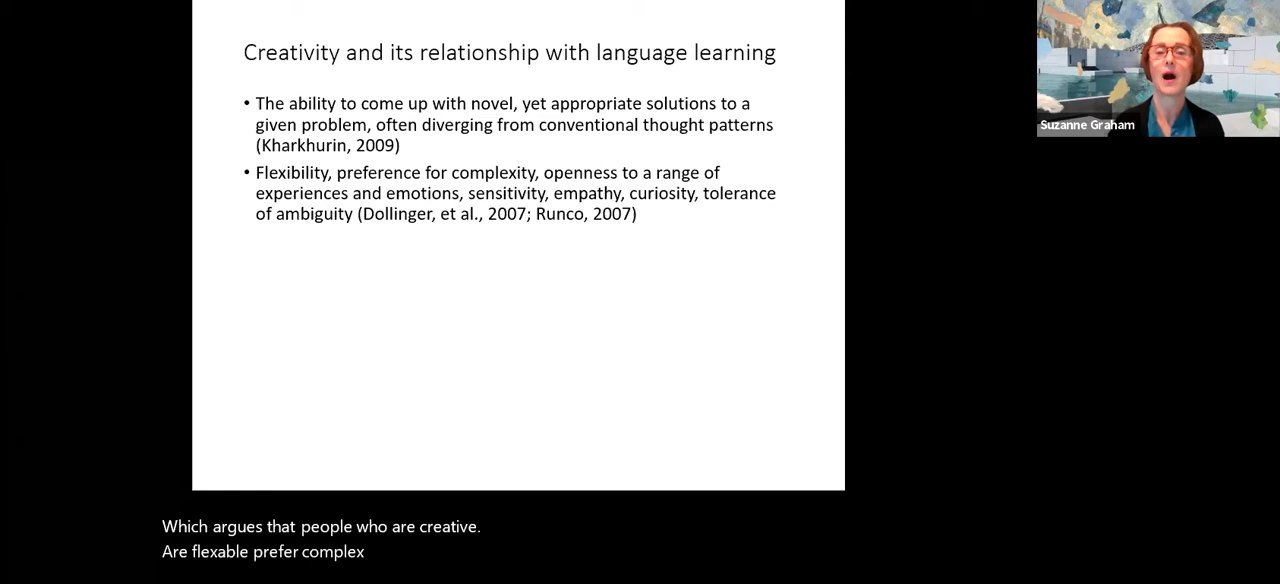 Creativity and its relationship with language learning
• The ability to come up with novel, yet appropriate solutions to a
given problem, often diverging from conventional thought patterns
(Kharkhurin, 2009)
• Flexibility, preference for complexity, openness to a range of
experiences and emotions, sensitivity, empathy, curiosity, tolerance
of ambiguity (Dollinger, et al., 2007; Runco, 2007)
Suzanne Graham
Which argues that people who are creative.
Are flexable prefer complex